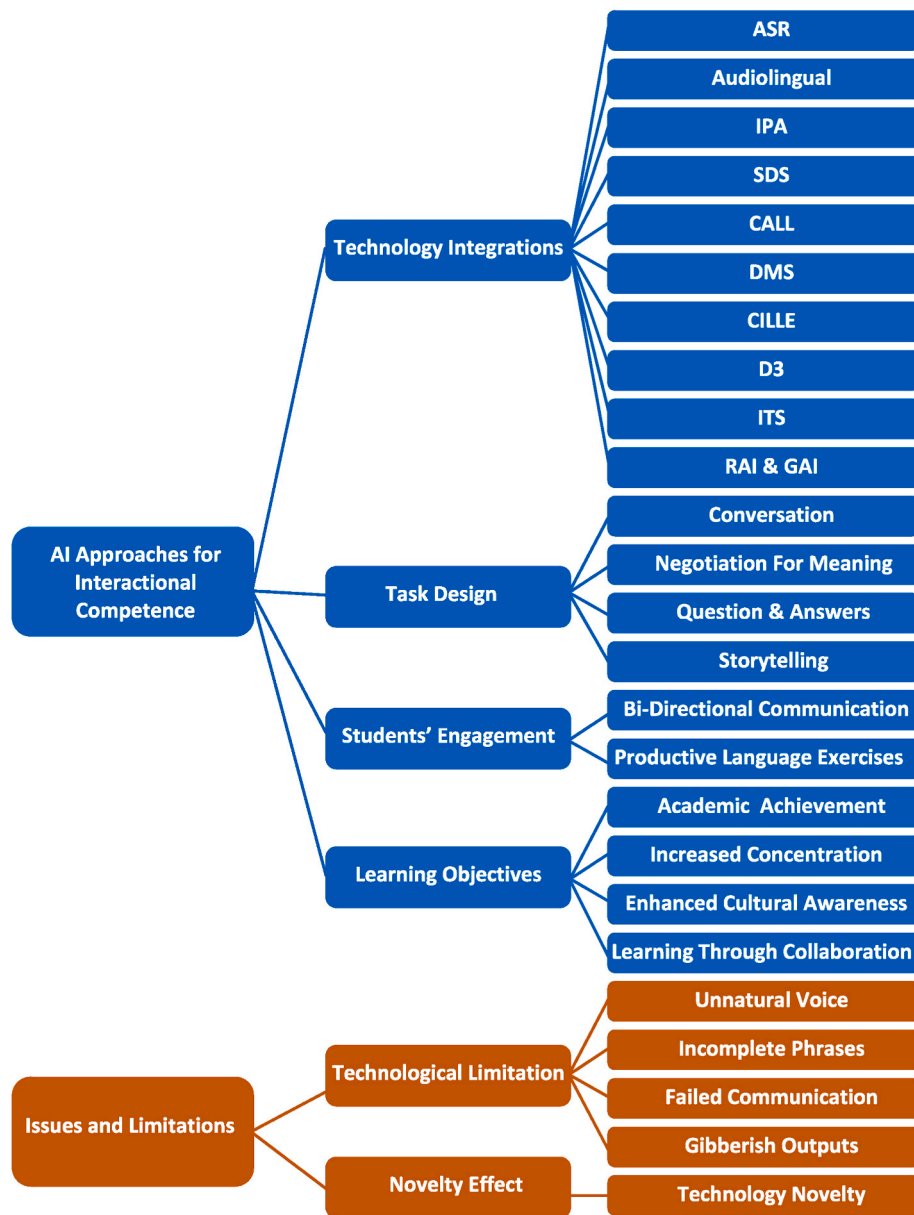 AI Approaches for
Interactional
Competence
Technology Integrations
ASR
Audiolingual
IPA
SDS
CALL
DMS
CILLE
D3
ITS
RAI & GAI
Task Design
Conversation
Negotiation For Meaning
Question & Answers
Storytelling
Students’ Engagement
Bi-Directional Communication
Productive Language Exercises
Learning Objectives
Academic Achievement
Increased Concentration
Enhanced Cultural Awareness
Learning Through Collaboration
Issues and Limitations
Technological Limitation
Unnatural Voice
Incomplete Phrases
Failed Communication
Gibberish Outputs
Novelty Effect
Technology Novelty